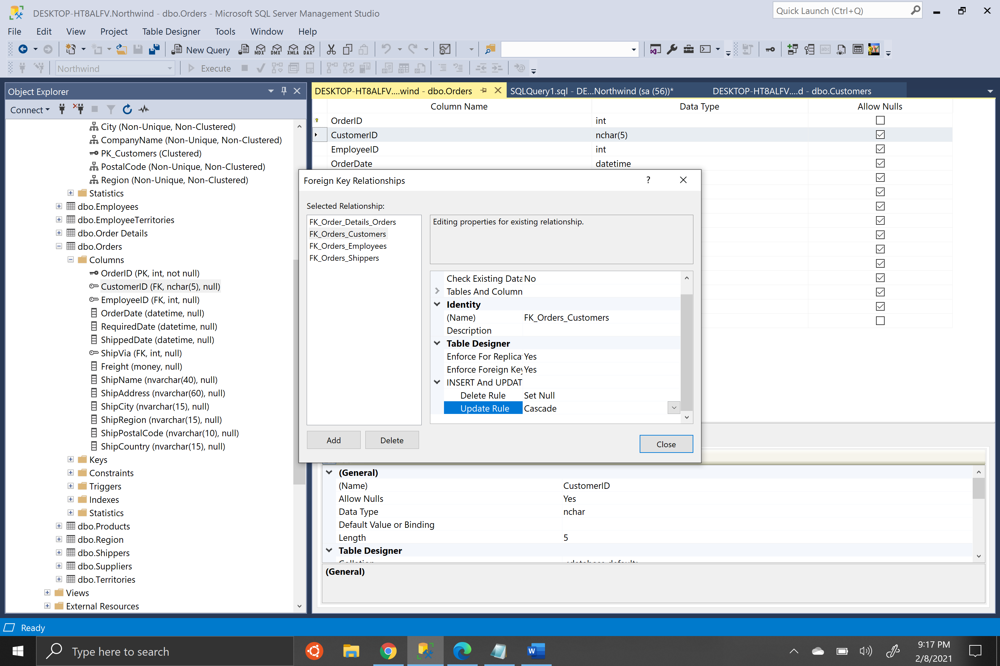 DESKTOP-HT8ALFV.Northwind - dbo.Orders - Microsoft SQL Server Management Studio
Quick Launch (Ctrl+Q)
File Edit View Project Table Designer Tools Window Help
New Query MDX DMX XMLA DAX
Northwind Execute
Object Explorer
Connect
City (Non-Unique, Non-Clustered)
CompanyName (Non-Unique, Non-Clustered)
PK_Customers (Clustered)
PostalCode (Non-Unique, Non-Clustered)
Region (Non-Unique, Non-Clustered)
Statistics
dbo.Employees
dbo.EmployeeTerritories
dbo.Order Details
dbo.Orders
Columns
OrderID (PK, int, not null)
CustomerID (FK, nchar(5), null)
EmployeeID (FK, int, null)
OrderDate (datetime, null)
RequiredDate (datetime, null)
ShippedDate (datetime, null)
ShipVia (FK, int, null)
Freight (money, null)
ShipName (nvarchar(40), null)
ShipAddress (nvarchar(60), null)
ShipCity (nvarchar(15), null)
ShipRegion (nvarchar(15), null)
ShipPostalCode (nvarchar(10), null)
ShipCountry (nvarchar(15), null)
Keys
Constraints
Triggers
Indexes
Statistics
dbo.Products
dbo.Region
dbo.Shippers
dbo.Suppliers
dbo.Territories
Views
External Resources
DESKTOP-HT8ALFV....wind - dbo.Orders
SQLQuery1.sql - DE...Northwind (sa (56))*
DESKTOP-HT8ALFV....d - dbo.Customers
Column Name Data Type Allow Nulls
OrderID int
CustomerID nchar(5)
EmployeeID int
OrderDate datetime
Foreign Key Relationships
?
Selected Relationship:
FK_Order_Details_Orders
FK_Orders_Customers
FK_Orders_Employees
FK_Orders_Shippers
Editing properties for existing relationship.
Check Existing Data No
Tables And Column
Identity
(Name) FK_Orders_Customers
Description
Table Designer
Enforce For Replica Yes
Enforce Foreign Key Yes
INSERT And UPDAT
Delete Rule Set Null
Update Rule Cascade
Add Delete
Close
(General)
(Name) CustomerID
Allow Nulls Yes
Data Type nchar
Default Value or Binding
Length 5
Table Designer
(General)
Ready
Type here to search
9:17 PM
2/8/2021